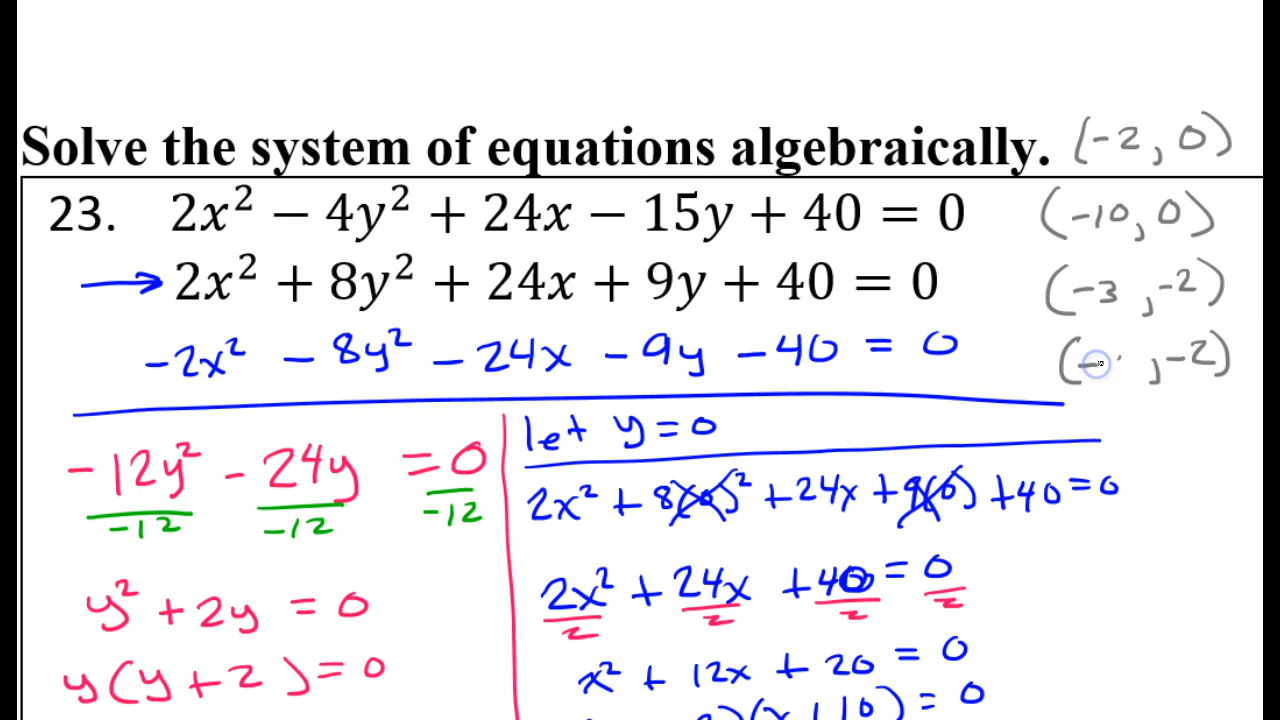 Solve the system of equations algebraically. (-2, 0)
23. 2x² − 4y² + 24x − 15y + 40 = 0 (-10, 0)
→ 2x² + 8y² + 24x + 9y + 40 = 0 (-3, -2)
-2x² - 8y² - 24x - 9y - 40 = 0 (- , -2)
let y = 0
-12y² - 24y = 0
-12 -12 -12
2x² + 8(0)² + 24x + 9(0) + 40 = 0
y² + 2y = 0
2x² + 24x + 40 = 0
2 2 2 2
y(y + 2) = 0
x² + 12x + 20 = 0
2)(x + 10) = 0